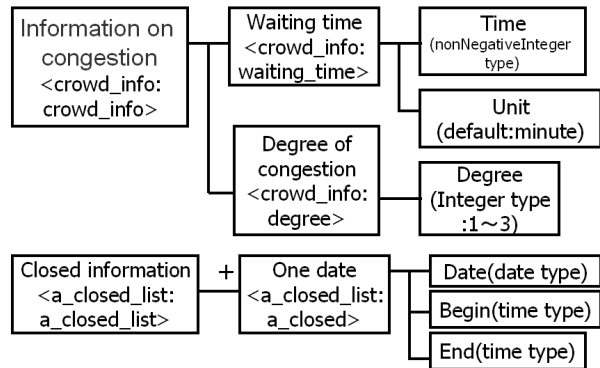 Information on
congestion
<crowd_info:
crowd_info>
Waiting time
<crowd_info:
waiting_time>
Time
(nonNegativeInteger
type)
Unit
(default:minute)
Degree of
congestion
<crowd_info:
degree>
Degree
(Integer type
:1～3)
Closed information
<a_closed_list:
a_closed_list>
+
One date
<a_closed_list:
a_closed>
Date(date type)
Begin(time type)
End(time type)